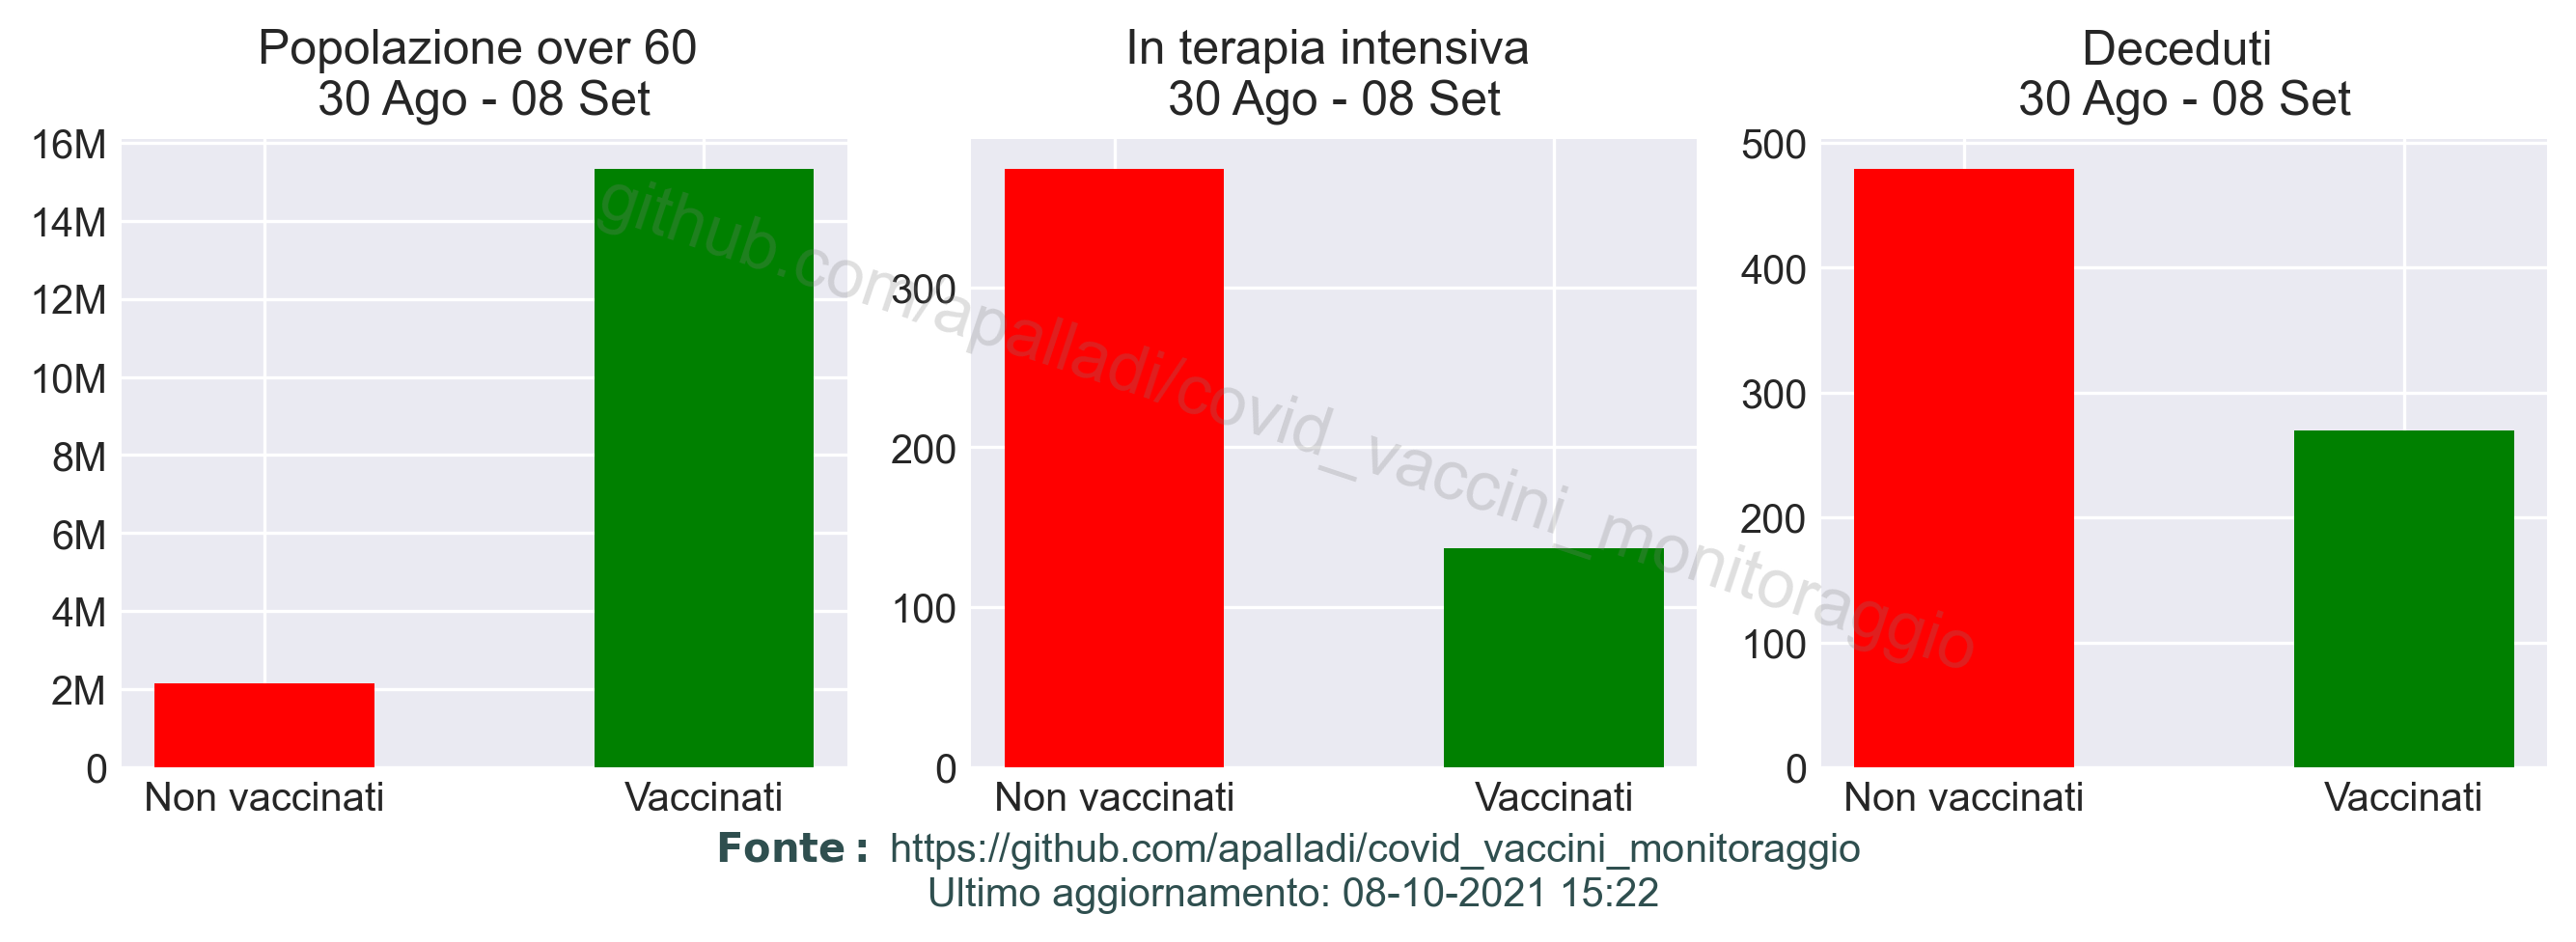 Popolazione over 60
30 Ago - 08 Set
16M
14M
12M
10M
8M
6M
4M
2M
0
Non vaccinati
Vaccinati
In terapia intensiva
30 Ago - 08 Set
300
200
100
0
Non vaccinati
Vaccinati
Deceduti
30 Ago - 08 Set
500
400
300
200
100
0
Non vaccinati
Vaccinati
github.com/apalladi/covid_vaccini_monitoraggio
Fonte: https://github.com/apalladi/covid_vaccini_monitoraggio
Ultimo aggiornamento: 08-10-2021 15:22